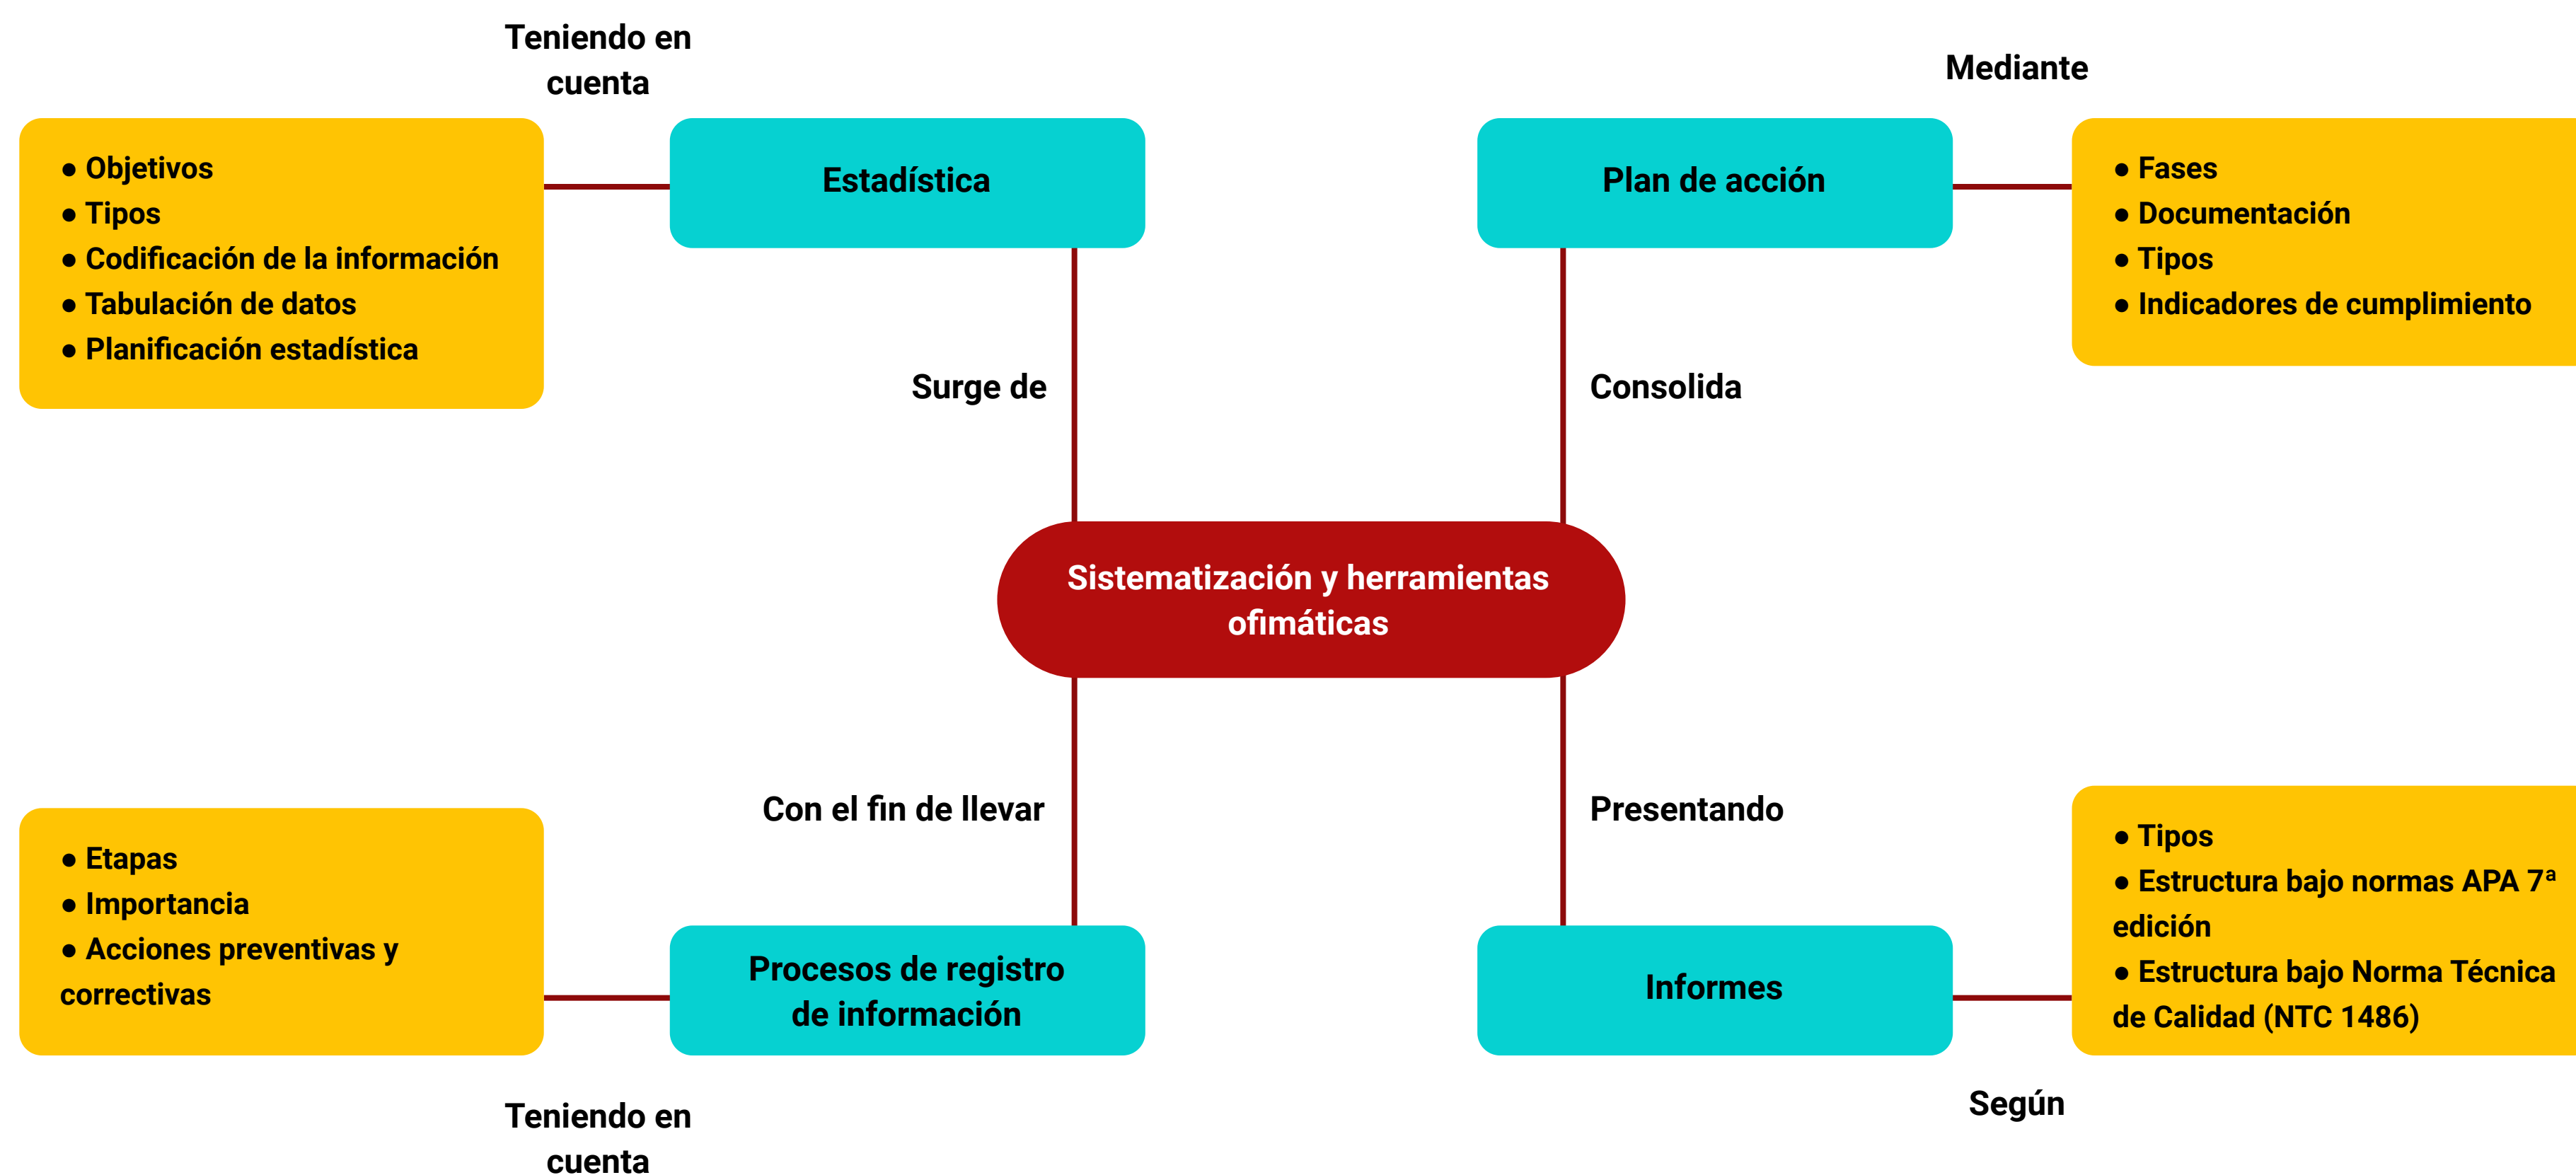 Teniendo en
cuenta
Mediante
● Objetivos
● Tipos
● Codificación de la información
● Tabulación de datos
● Planificación estadística
Estadística
Plan de acción
● Fases
● Documentación
● Tipos
● Indicadores de cumplimiento
Surge de
Consolida
Sistematización y herramientas
ofimáticas
Con el fin de llevar
Presentando
● Etapas
● Importancia
● Acciones preventivas y
correctivas
Procesos de registro
de información
Informes
● Tipos
● Estructura bajo normas APA 7ª
edición
● Estructura bajo Norma Técnica
de Calidad (NTC 1486)
Teniendo en
cuenta
Según